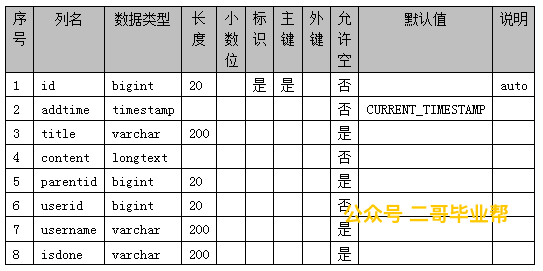 序号 列名 数据类型 长度 小数位 标识 主键 外键 允许空 默认值 说明
1 id bigint 20 是 是 否 auto
2 addtime timestamp 否 CURRENT_TIMESTAMP
3 title varchar 200 是
4 content longtext 否
5 parentid bigint 20 是
6 userid bigint 20 否
公众号 二哥毕业帮
7 username varchar 200 是
8 isdone varchar 200 是